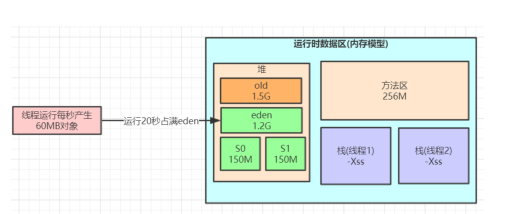 运行时数据区(内存模型)
堆
old
1.5G
eden
1.2G
S0
150M
S1
150M
方法区
256M
栈(线程1)
-Xss
栈(线程2)
-Xss
线程运行每秒产生
60MB对象
运行20秒占满eden